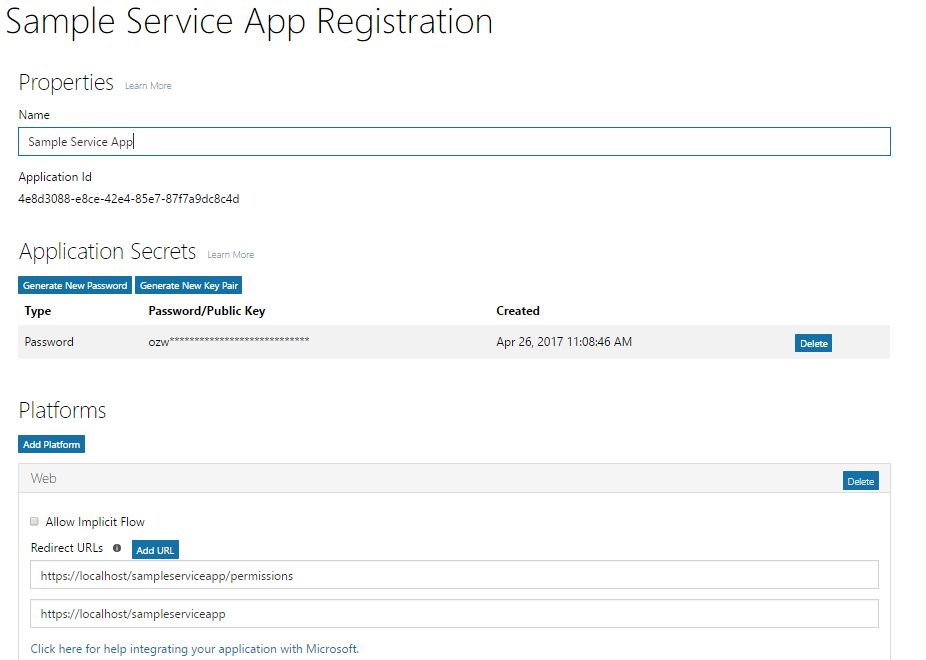 Sample Service App Registration
Properties Learn More
Name
Sample Service App
Application Id
4e8d3088-e8ce-42e4-85e7-87f7a9dc8c4d
Application Secrets Learn More
Generate New Password Generate New Key Pair
Type Password/Public Key Created
Password ozw**************************** Apr 26, 2017 11:08:46 AM Delete
Platforms
Add Platform
Web Delete
Allow Implicit Flow
Redirect URLs Add URL
https://localhost/sampleserviceapp/permissions
https://localhost/sampleserviceapp
Click here for help integrating your application with Microsoft.